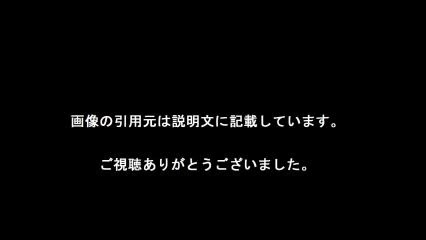 画像の引用元は説明文に記載しています。
ご視聴ありがとうございました。